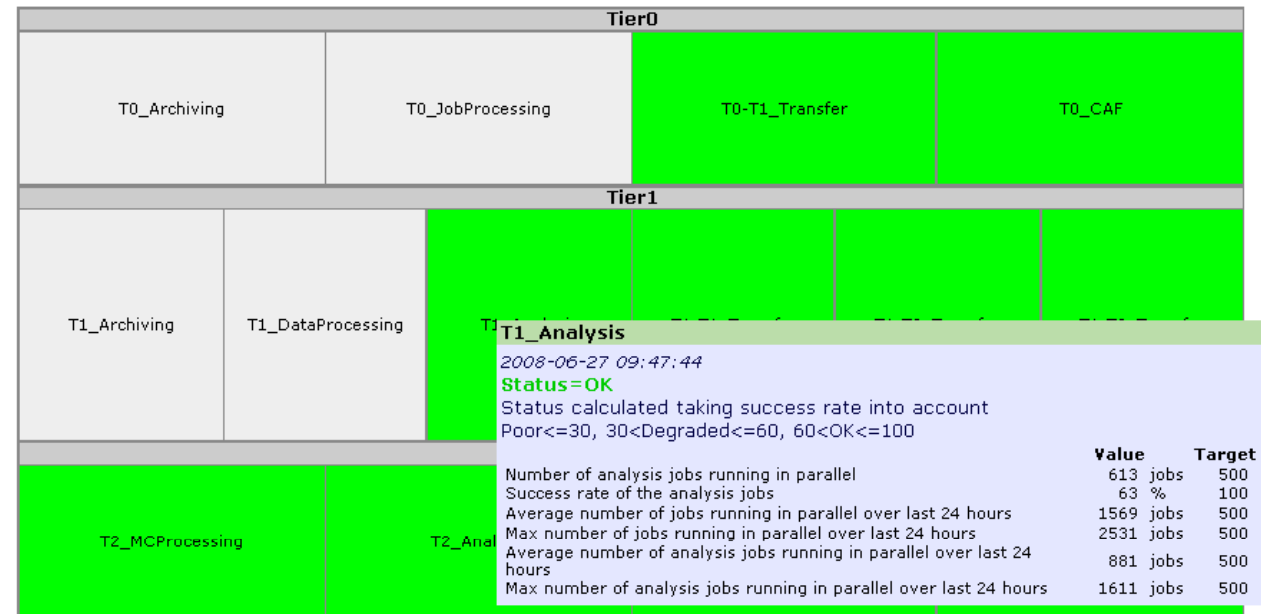 Tier0
T0_Archiving T0_JobProcessing T0-T1_Transfer T0_CAF
Tier1
T1_Archiving T1_DataProcessing
T1_Analysis
2008-06-27 09:47:44
Status=OK
Status calculated taking success rate into account
Poor<=30, 30<Degraded<=60, 60<OK<=100
Value Target
Number of analysis jobs running in parallel 613 jobs 500
Success rate of the analysis jobs 63 % 100
Average number of jobs running in parallel over last 24 hours 1569 jobs 500
Max number of jobs running in parallel over last 24 hours 2531 jobs 500
Average number of analysis jobs running in parallel over last 24
hours 881 jobs 500
Max number of analysis jobs running in parallel over last 24 hours 1611 jobs 500
T2_MCProcessing T2_Anal